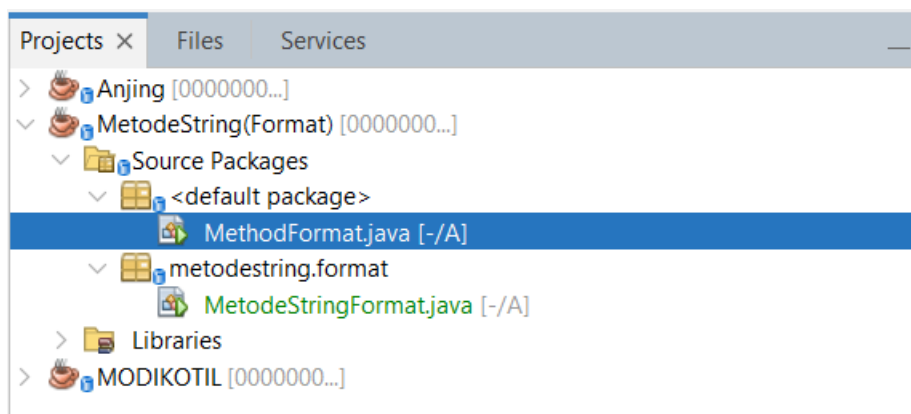 Projects × Files Services
Anjing [0000000...]
MetodeString(Format) [0000000...]
Source Packages
<default package>
MethodFormat.java [-/A]
metodestring.format
MetodeStringFormat.java [-/A]
Libraries
MODIKOTIL [0000000...]